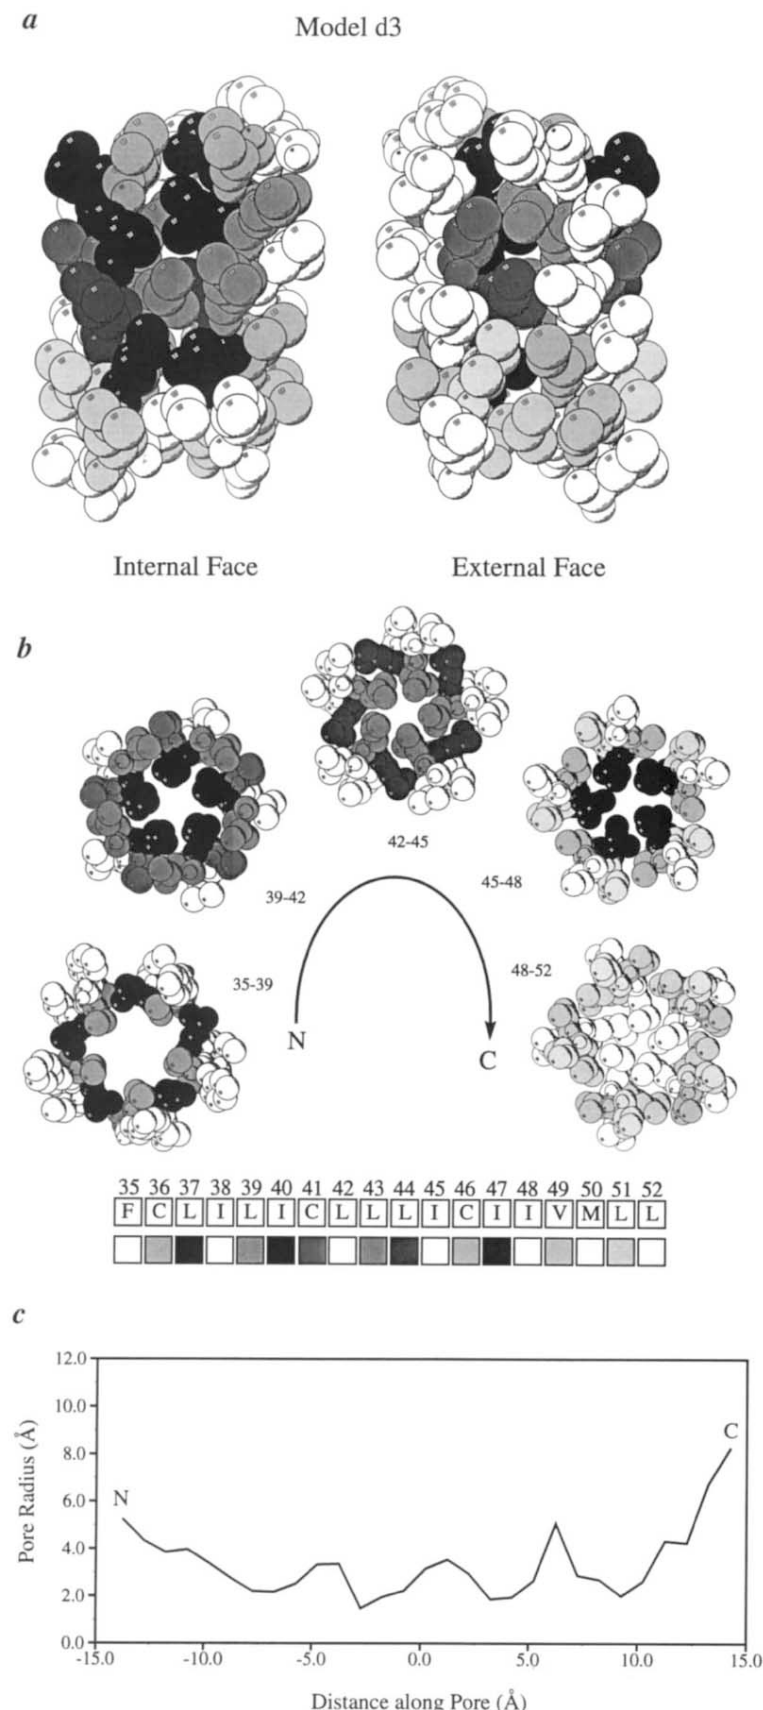 a
Model d3
Internal Face External Face
b
42-45
39-42 45-48
35-39 48-52
N C
35 36 37 38 39 40 41 42 43 44 45 46 47 48 49 50 51 52
F C L I L I C L L L I C I I V M L L
c
12.0
10.0
8.0
6.0
4.0
2.0
0.0
Pore Radius (Å)
N
C
-15.0 -10.0 -5.0 0.0 5.0 10.0 15.0
Distance along Pore (Å)